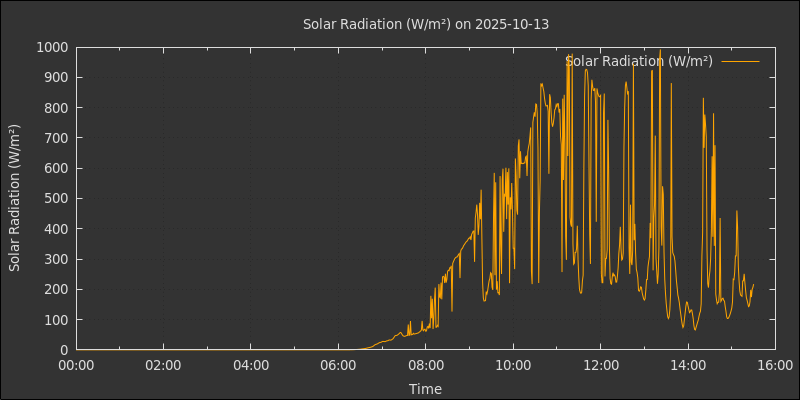 Solar Radiation (W/m²) on 2025-10-13
Solar Radiation (W/m²)
Solar Radiation (W/m²)
1000
900
800
700
600
500
400
300
200
100
0
00:00 02:00 04:00 06:00 08:00 10:00 12:00 14:00 16:00
Time